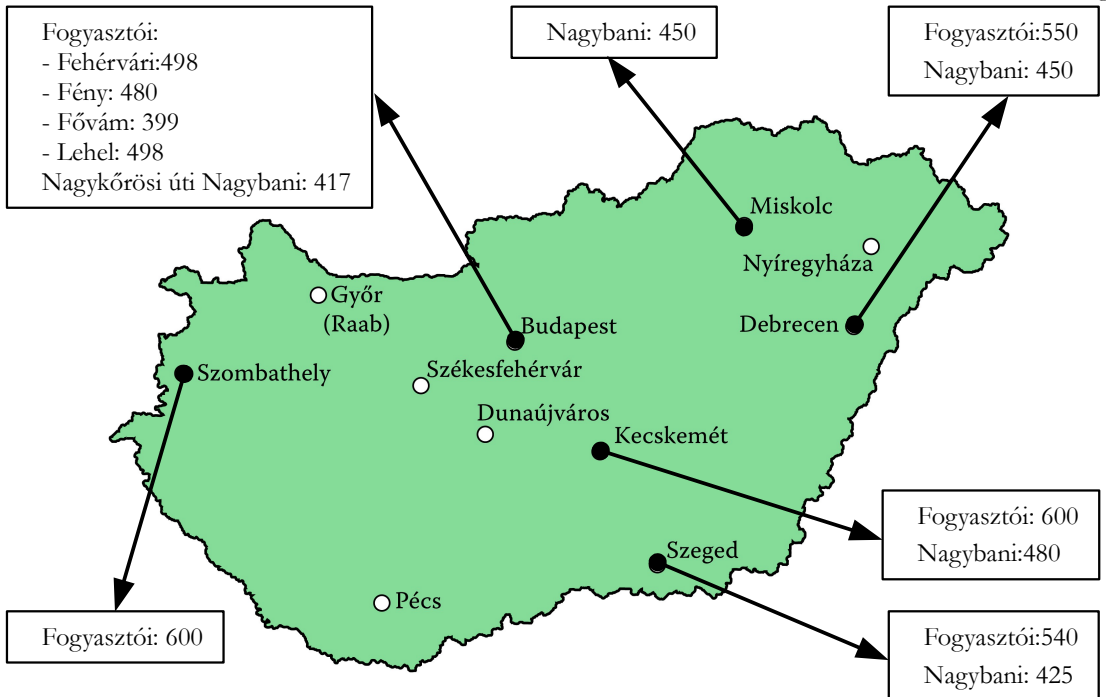 Fogyasztói:
- Fehérvári:498
- Fény: 480
- Fővám: 399
- Lehel: 498
Nagykőrösi úti Nagybani: 417
Nagybani: 450
Fogyasztói:550
Nagybani: 450
Miskolc
Nyíregyháza
Győr
(Raab)
Budapest
Debrecen
Székesfehérvár
Szombathely
Dunaújváros
Kecskemét
Fogyasztói: 600
Nagybani:480
Szeged
Pécs
Fogyasztói: 600
Fogyasztói:540
Nagybani: 425